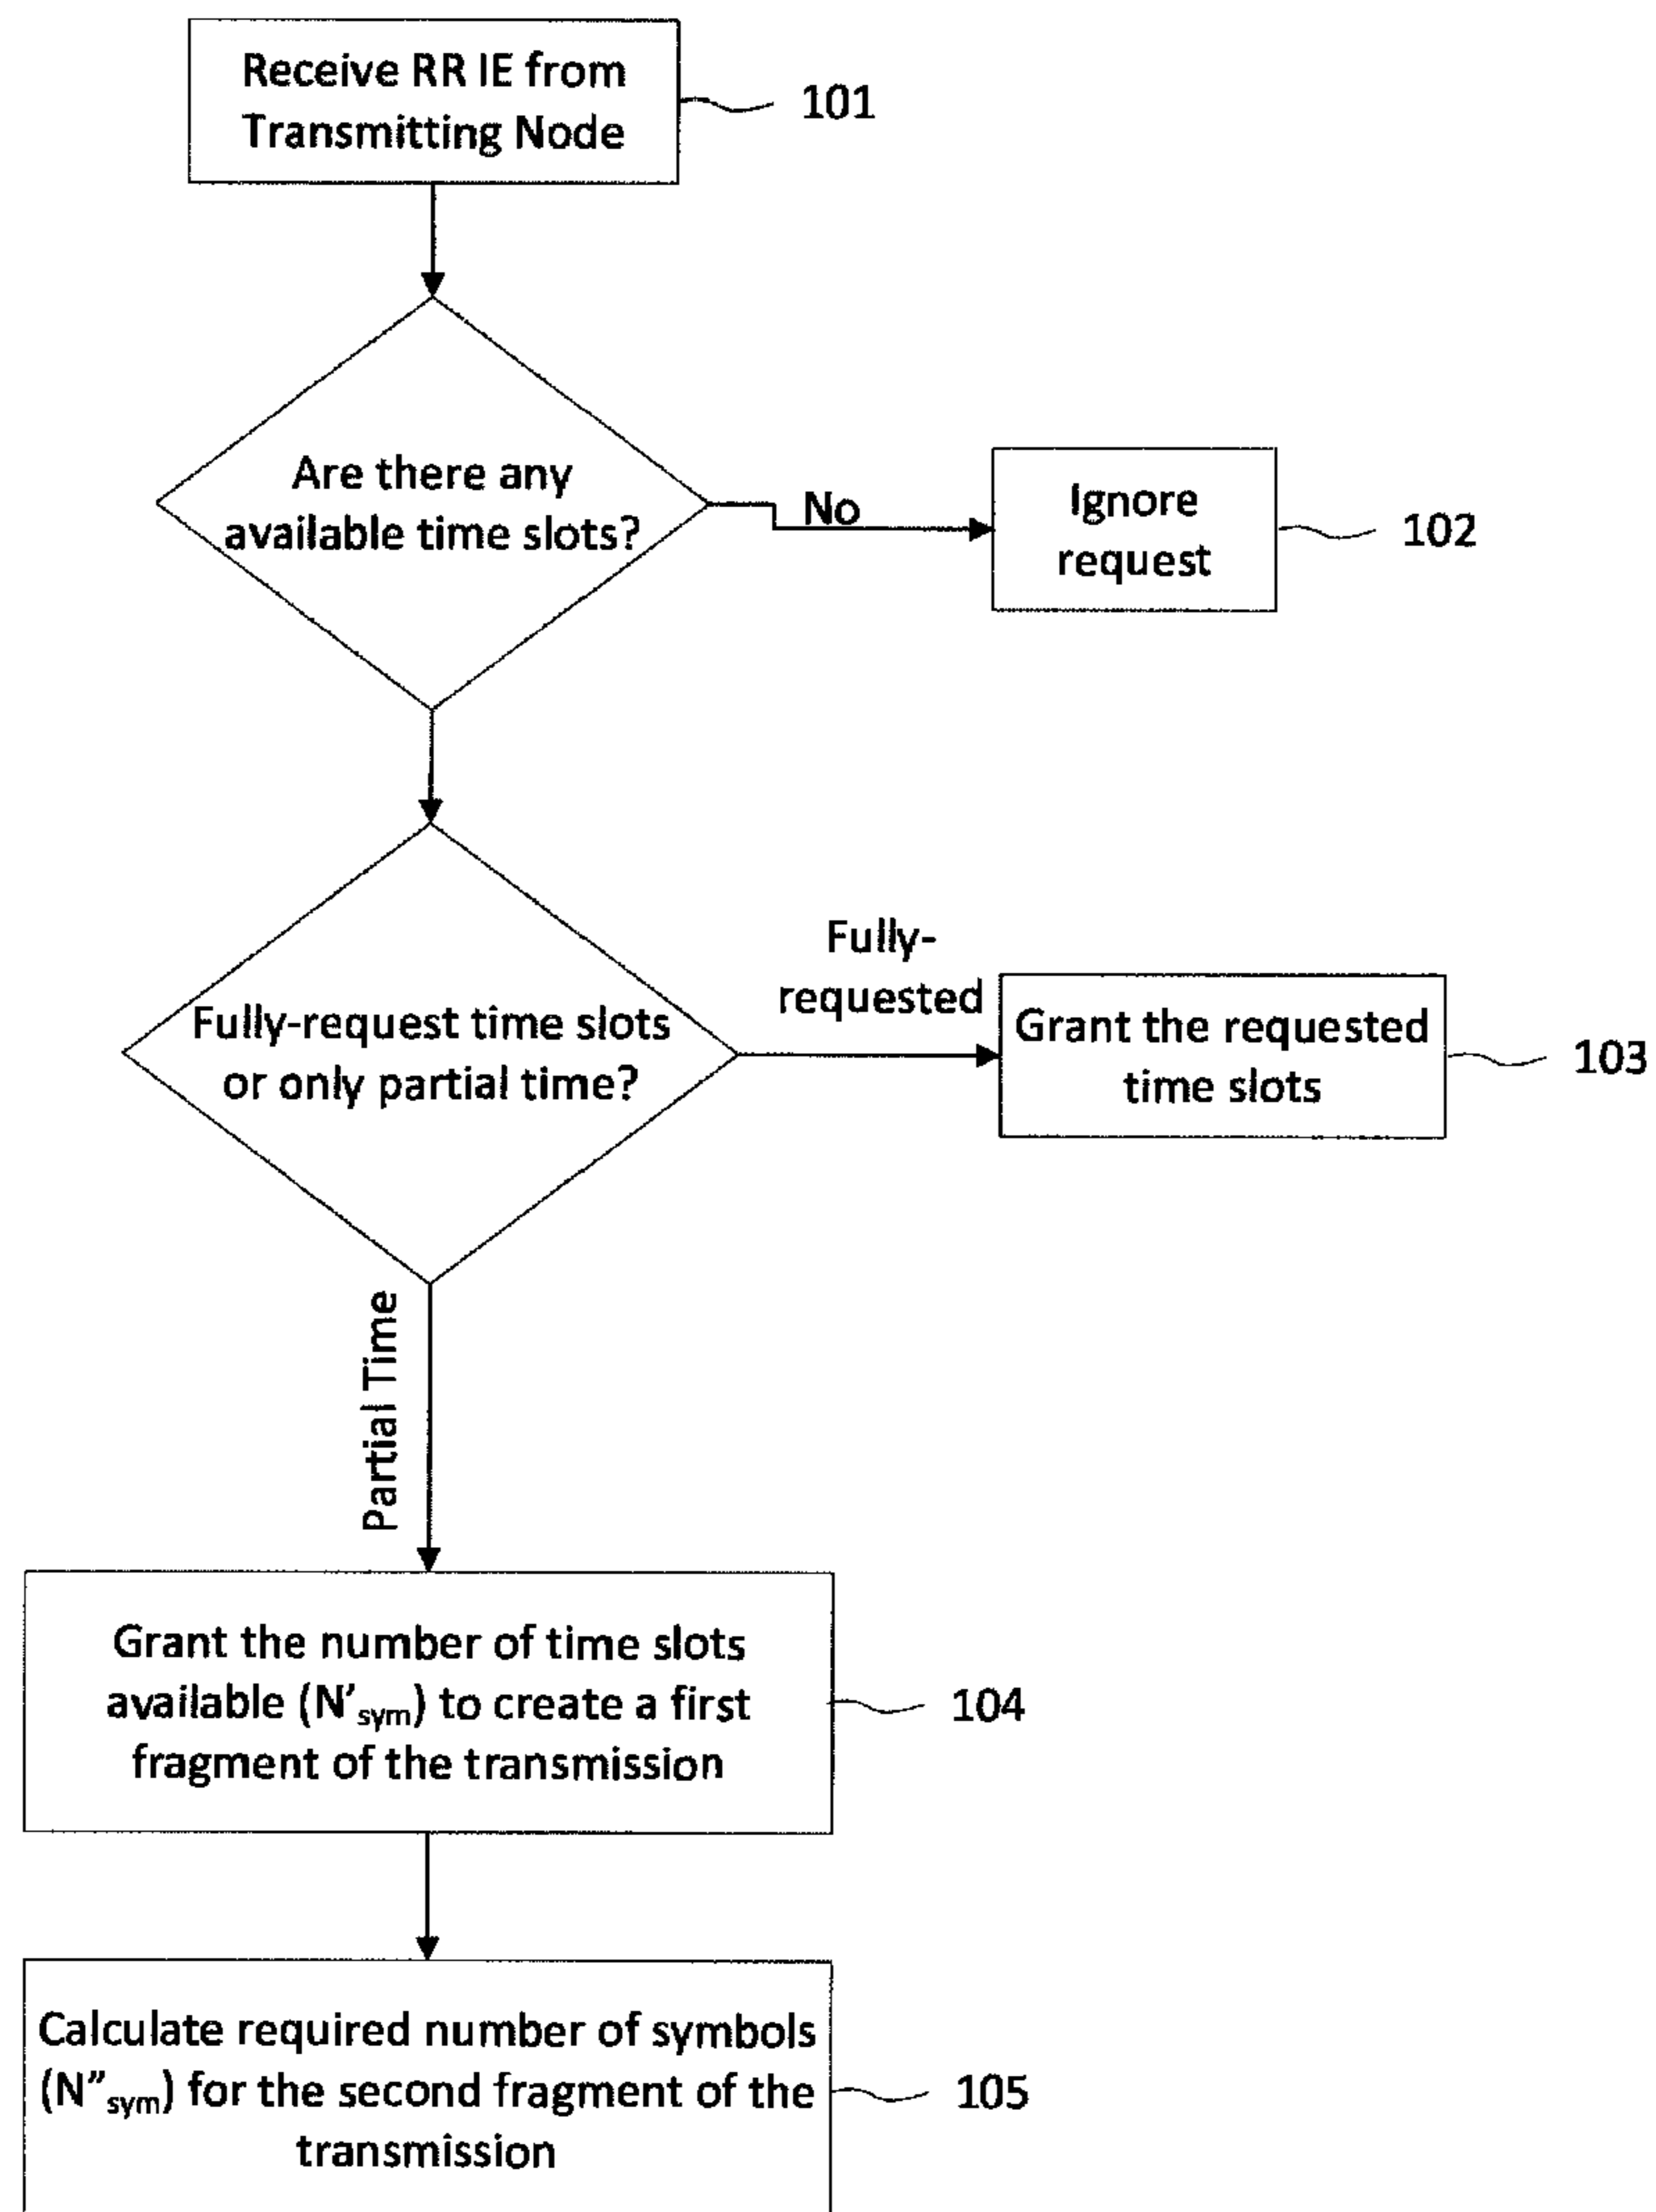 Receive RR IE from
Transmitting Node
101
Are there any
available time slots?
No
Ignore
request
102
Fully-request time slots
or only partial time?
Fully-
requested
Grant the requested
time slots
103
Partial Time
Grant the number of time slots
available (N'sym) to create a first
fragment of the transmission
104
Calculate required number of symbols
(N"sym) for the second fragment of the
transmission
105